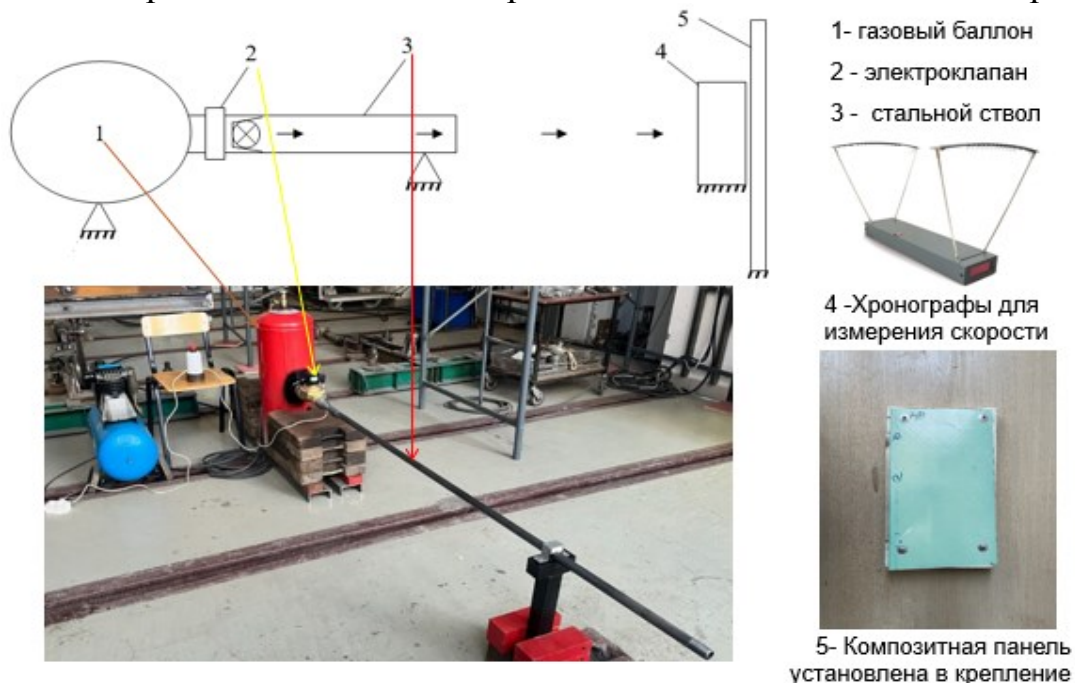 5
1- газовый баллон
2
3
4
2 - электроклапан
1
3 - стальной ствол
4 -Хронографы для
измерения скорости
5- Композитная панель
установлена в крепление